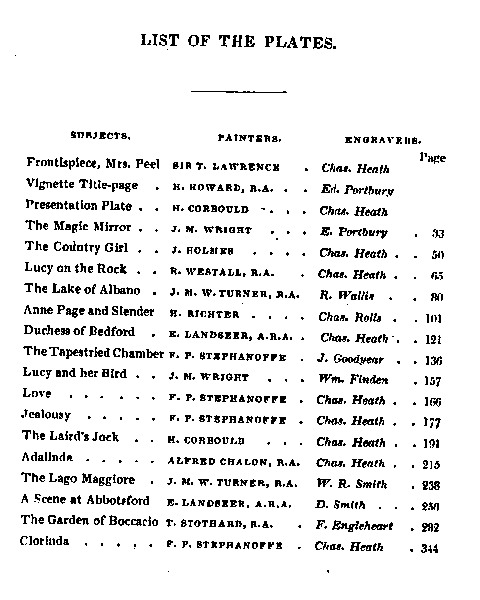 LIST OF THE PLATES.
SUBJECTS. PAINTERS. ENGRAVERS.
Page
Frontispiece, Mrs. Peel SIR T. LAWRENCE . Chas. Heath
Vignette Title-page . H. HOWARD, R.A. . . Ed. Portbury
Presentation Plate . . H. CORBOULD . . . Chas. Heath
The Magic Mirror . . J. M. WRIGHT . . . E. Portbury . 33
The Country Girl . . J. HOLMES . . . . Chas. Heath . . 50
Lucy on the Rock . . R. WESTALL, R.A. . Chas. Heath . . 65
The Lake of Albano . J. M. W. TURNER, R.A. R. Wallis . . 80
Anne Page and Slender H. RICHTER . . . . Chas. Rolls . . 101
Duchess of Bedford . E. LANDSEER, A.R.A. . Chas. Heath . . 121
The Tapestried Chamber F. P. STEPHANOFFE . J. Goodyear . . 136
Lucy and her Bird . . J. M. WRIGHT . . . Wm. Finden . 157
Love . . . . . . F. P. STEPHANOFFE . Chas. Heath . . 166
Jealousy . . . . . F. P. STEPHANOFFE . Chas. Heath . . 177
The Laird's Jock . . H. CORBOULD . . . Chas. Heath . . 191
Adalinda . . . . . ALFRED CHALON, R.A. Chas. Heath . . 215
The Lago Maggiore . J. M. W. TURNER, R.A. W. R. Smith . 238
A Scene at Abbotsford E. LANDSEER, A.R.A. D. Smith . . . 250
The Garden of Boccacio T. STOTHARD, R.A. . F. Engleheart . 282
Clorinda . . . . . F. P. STEPHANOFFE . Chas. Heath . 344